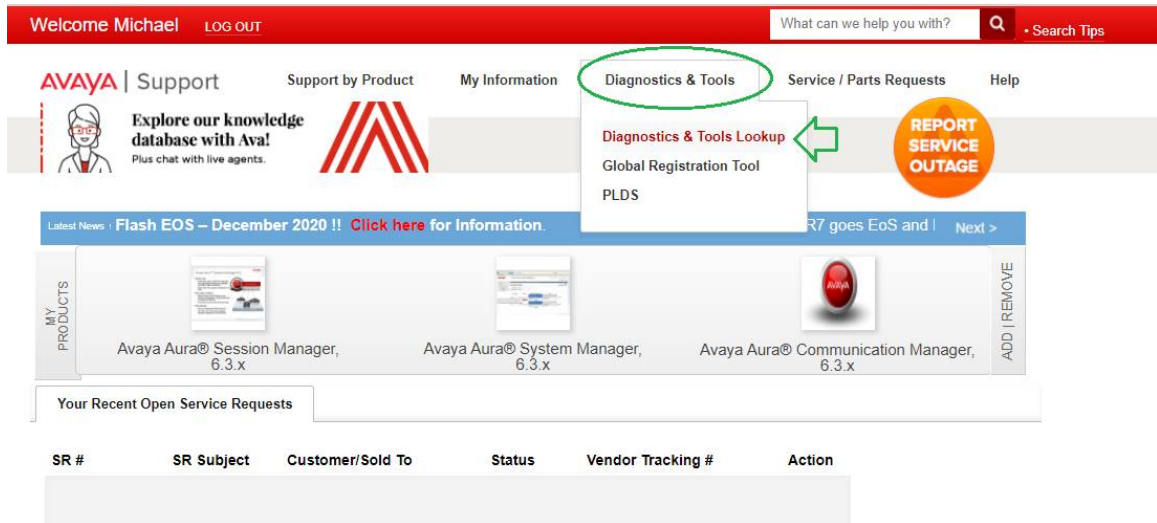 Welcome Michael LOG OUT What can we help you with? • Search Tips
AVAYA | Support Support by Product My Information Diagnostics & Tools Service / Parts Requests Help
Explore our knowledge
database with Ava!
Plus chat with live agents.
Diagnostics & Tools Lookup
Global Registration Tool
PLDS
REPORT
SERVICE
OUTAGE
Latest News : Flash EOS – December 2020 !! Click here for Information. R7 goes EoS and Next >
MY
PRODUCTS
Avaya Aura® Session Manager,
6.3.x
Avaya Aura® System Manager,
6.3.x
AVAYA
Avaya Aura® Communication Manager,
6.3.x
ADD | REMOVE
Your Recent Open Service Requests
SR # SR Subject Customer/Sold To Status Vendor Tracking # Action